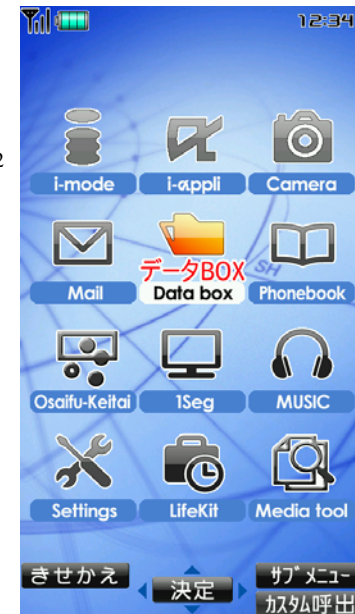 12:34
2
i-mode
i-αppli
Camera
データBOX
Mail
Data box
Phonebook
SH
Osaifu-Keitai
1Seg
MUSIC
Settings
LifeKit
Media tool
きせかえ
決定
サブメニュー
カスタム呼出